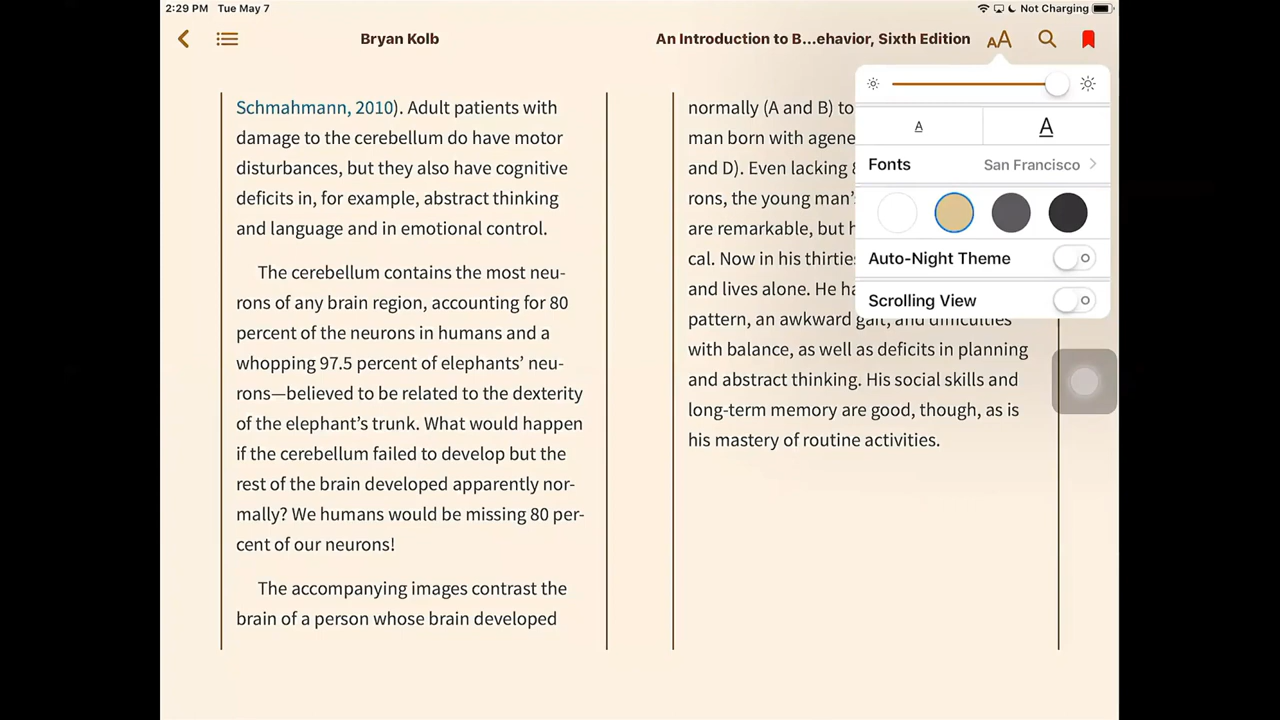 2:29 PM Tue May 7
Not Charging
Bryan Kolb
An Introduction to B...ehavior, Sixth Edition
AA
Schmahmann, 2010). Adult patients with
damage to the cerebellum do have motor
disturbances, but they also have cognitive
deficits in, for example, abstract thinking
and language and in emotional control.
The cerebellum contains the most neu-
rons of any brain region, accounting for 80
percent of the neurons in humans and a
whopping 97.5 percent of elephants’ neu-
rons—believed to be related to the dexterity
of the elephant’s trunk. What would happen
if the cerebellum failed to develop but the
rest of the brain developed apparently nor-
mally? We humans would be missing 80 per-
cent of our neurons!
The accompanying images contrast the
brain of a person whose brain developed
normally (A and B) to
man born with agene
and D). Even lacking
rons, the young man’
are remarkable, but
cal. Now in his thirties
and lives alone. He ha
pattern, an awkward gait, and difficulties
with balance, as well as deficits in planning
and abstract thinking. His social skills and
long-term memory are good, though, as is
his mastery of routine activities.
A
A
Fonts
San Francisco
Auto-Night Theme
Scrolling View